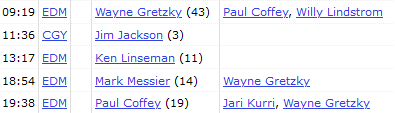 09:19 EDM Wayne Gretzky (43) Paul Coffey, Willy Lindstrom
11:36 CGY Jim Jackson (3)
13:17 EDM Ken Linseman (11)
18:54 EDM Mark Messier (14) Wayne Gretzky
19:38 EDM Paul Coffey (19) Jari Kurri, Wayne Gretzky